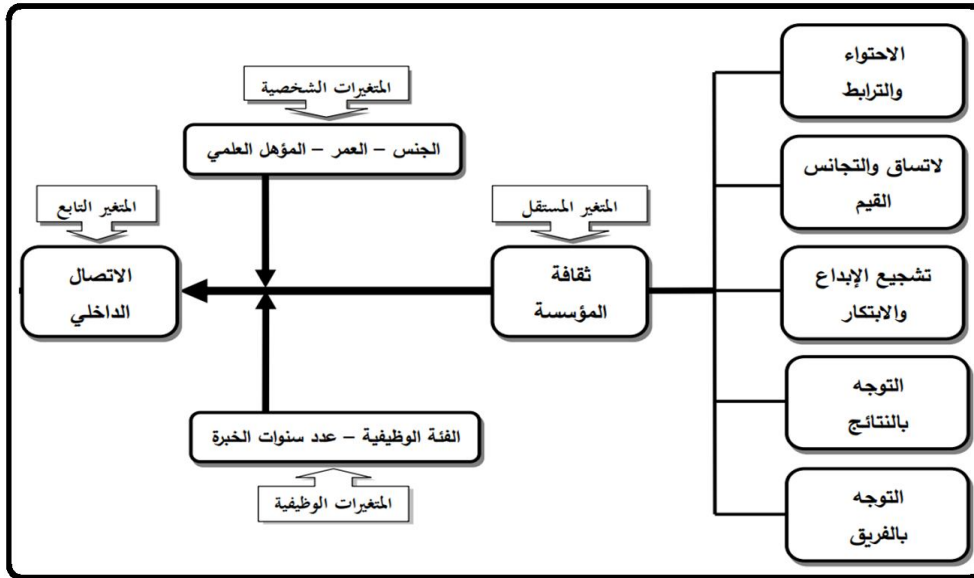 الاحتواء
والترابط
المتغيرات الشخصية
الجنس – العمر – المؤهل العلمي
لاتساق والتجانس
القيم
المتغير المستقل
المتغير التابع
ثقافة
المؤسسة
الاتصال
الداخلي
تشجيع الإبداع
والابتكار
التوجه
بالنتائج
الفئة الوظيفية – عدد سنوات الخبرة
المتغيرات الوظيفية
التوجه
بالفريق